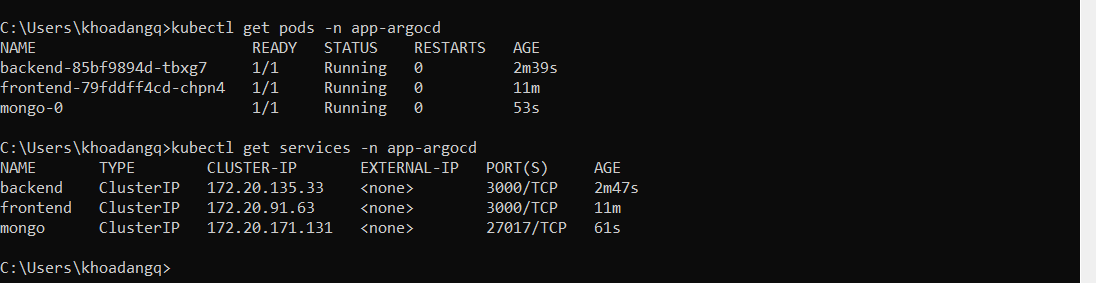 C:\Users\khoadangq>kubectl get pods -n app-argocd
NAME                        READY   STATUS    RESTARTS   AGE
backend-85bf9894d-tbxg7     1/1     Running   0          2m39s
frontend-79fddff4cd-chpn4   1/1     Running   0          11m
mongo-0                     1/1     Running   0          53s
C:\Users\khoadangq>kubectl get services -n app-argocd
NAME       TYPE        CLUSTER-IP       EXTERNAL-IP   PORT(S)     AGE
backend    ClusterIP   172.20.135.33    <none>        3000/TCP    2m47s
frontend   ClusterIP   172.20.91.63     <none>        3000/TCP    11m
mongo      ClusterIP   172.20.171.131   <none>        27017/TCP   61s
C:\Users\khoadangq>